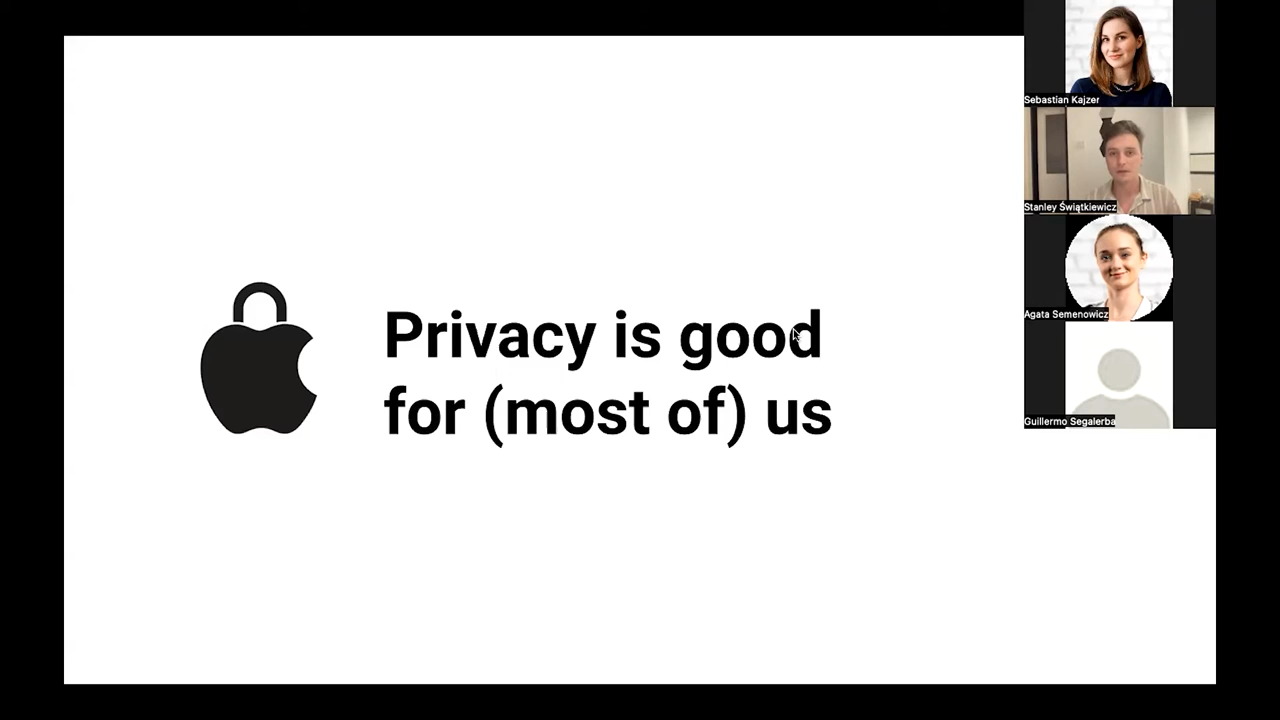 Privacy is good
for (most of) us
Sebastian Kajzer
Stanley Świątkiewicz
Agata Semenowicz
Guillermo Segalerba